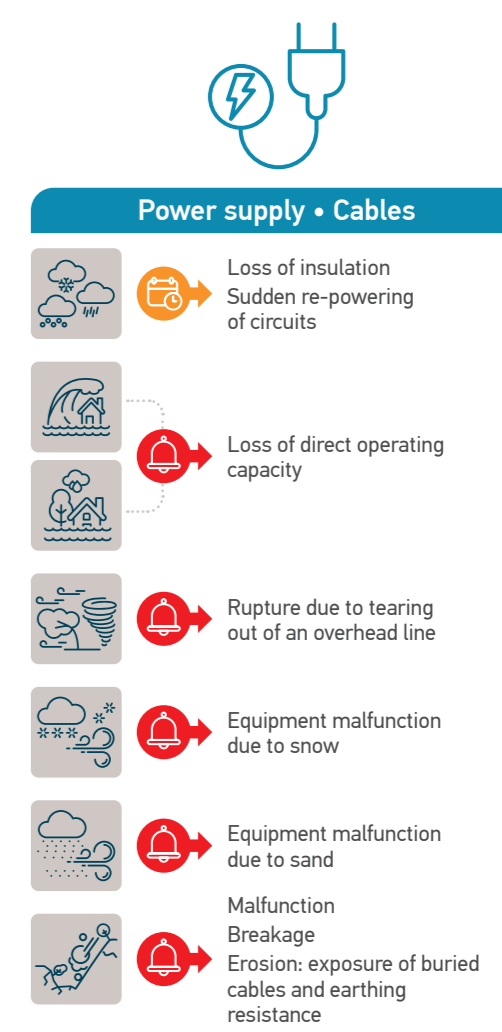 Power supply • Cables
Loss of insulation
Sudden re-powering
of circuits
Loss of direct operating
capacity
Rupture due to tearing
out of an overhead line
Equipment malfunction
due to snow
Equipment malfunction
due to sand
Malfunction
Breakage
Erosion: exposure of buried
cables and earthing
resistance